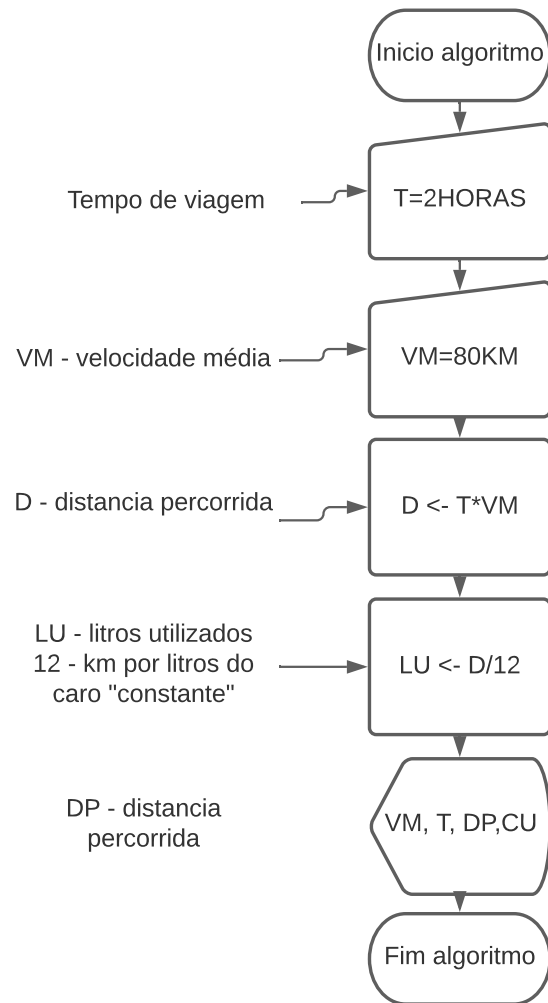 Inicio algoritmo
Tempo de viagem
T=2HORAS
VM - velocidade média
VM=80KM
D - distancia percorrida
D <- T*VM
LU - litros utilizados
12 - km por litros do
caro "constante"
LU <- D/12
DP - distancia
percorrida
VM, T, DP,CU
Fim algoritmo